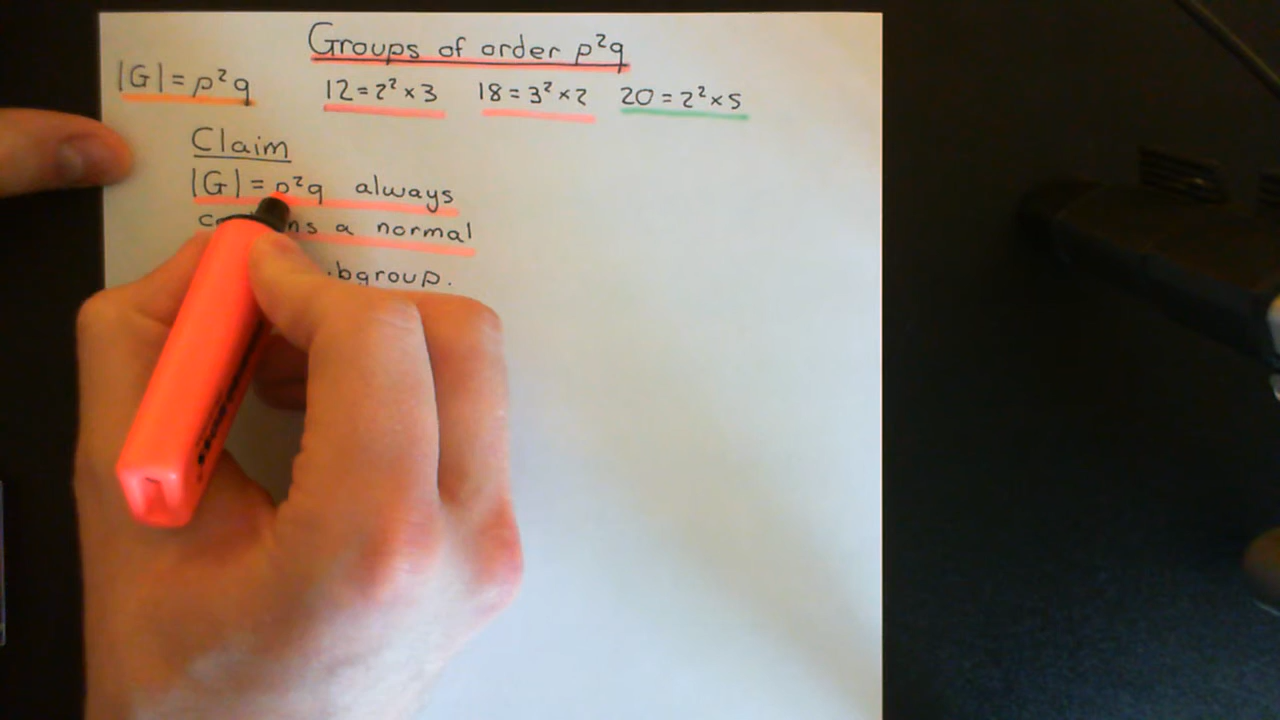 Groups of order p²q
|G| = p²q 12 = 2² × 3 18 = 3² × 2 20 = 2² × 5
Claim
|G| = p²q always
a normal